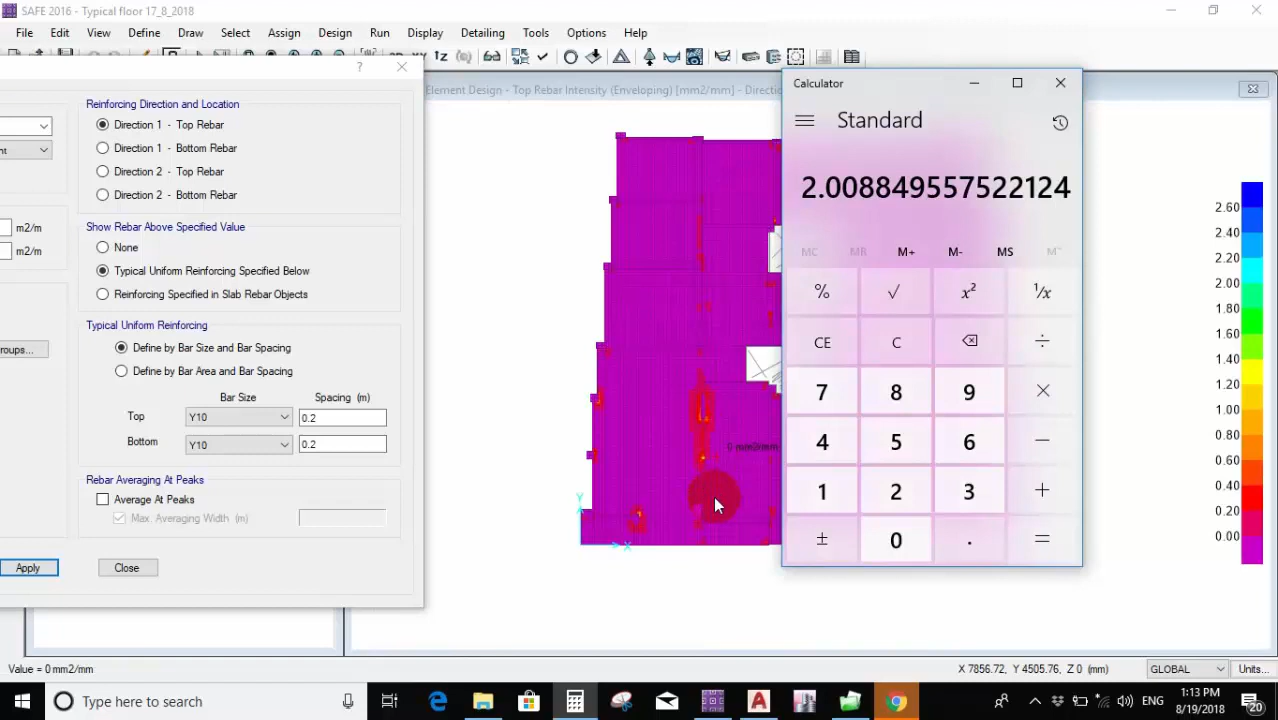 SAFE 2016 - Typical floor 17_8_2018
File Edit View Define Draw Select Assign Design Run Display Detailing Tools Options Help
Element Design - Top Rebar Intensity (Enveloping) [mm2/mm] - Direction
Reinforcing Direction and Location
Direction 1 - Top Rebar
Direction 1 - Bottom Rebar
Direction 2 - Top Rebar
Direction 2 - Bottom Rebar
m2/m
m2/m
Show Rebar Above Specified Value
None
Typical Uniform Reinforcing Specified Below
Reinforcing Specified in Slab Rebar Objects
Typical Uniform Reinforcing
Define by Bar Size and Bar Spacing
Define by Bar Area and Bar Spacing
Bar Size Spacing (m)
Top Y10 0.2
Bottom Y10 0.2
Rebar Averaging At Peaks
Average At Peaks
Max. Averaging Width (m)
Apply Close
0 mm2/mm
Y
X
Calculator
Standard
2.008849557522124
MC MR M+ M- MS M
% √ x² ¹/x
CE C ÷
7 8 9 ×
4 5 6 −
1 2 3 +
± 0 . =
2.60
2.40
2.20
2.00
1.80
1.60
1.40
1.20
1.00
0.80
0.60
0.40
0.20
0.00
Value = 0 mm2/mm
X 7856.72, Y 4505.76, Z 0 (mm) GLOBAL Units...
Type here to search
ENG
1:13 PM
8/19/2018
20